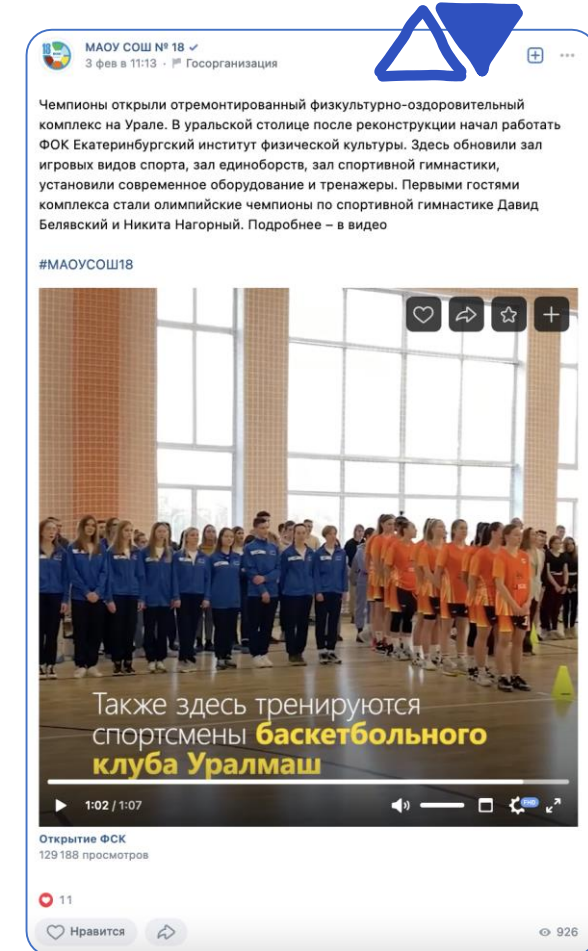 МАОУ СОШ № 18
3 фев в 11:13 · Госорганизация
Чемпионы открыли отремонтированный физкультурно-оздоровительный
комплекс на Урале. В уральской столице после реконструкции начал работать
ФОК Екатеринбургский институт физической культуры. Здесь обновили зал
игровых видов спорта, зал единоборств, зал спортивной гимнастики,
установили современное оборудование и тренажеры. Первыми гостями
комплекса стали олимпийские чемпионы по спортивной гимнастике Давид
Белявский и Никита Нагорный. Подробнее – в видео
#МАОУСОШ18
Также здесь тренируются
спортсмены баскетбольного
клуба Уралмаш
1:02 / 1:07
FHD
Открытие ФСК
129 188 просмотров
11
Нравится
926